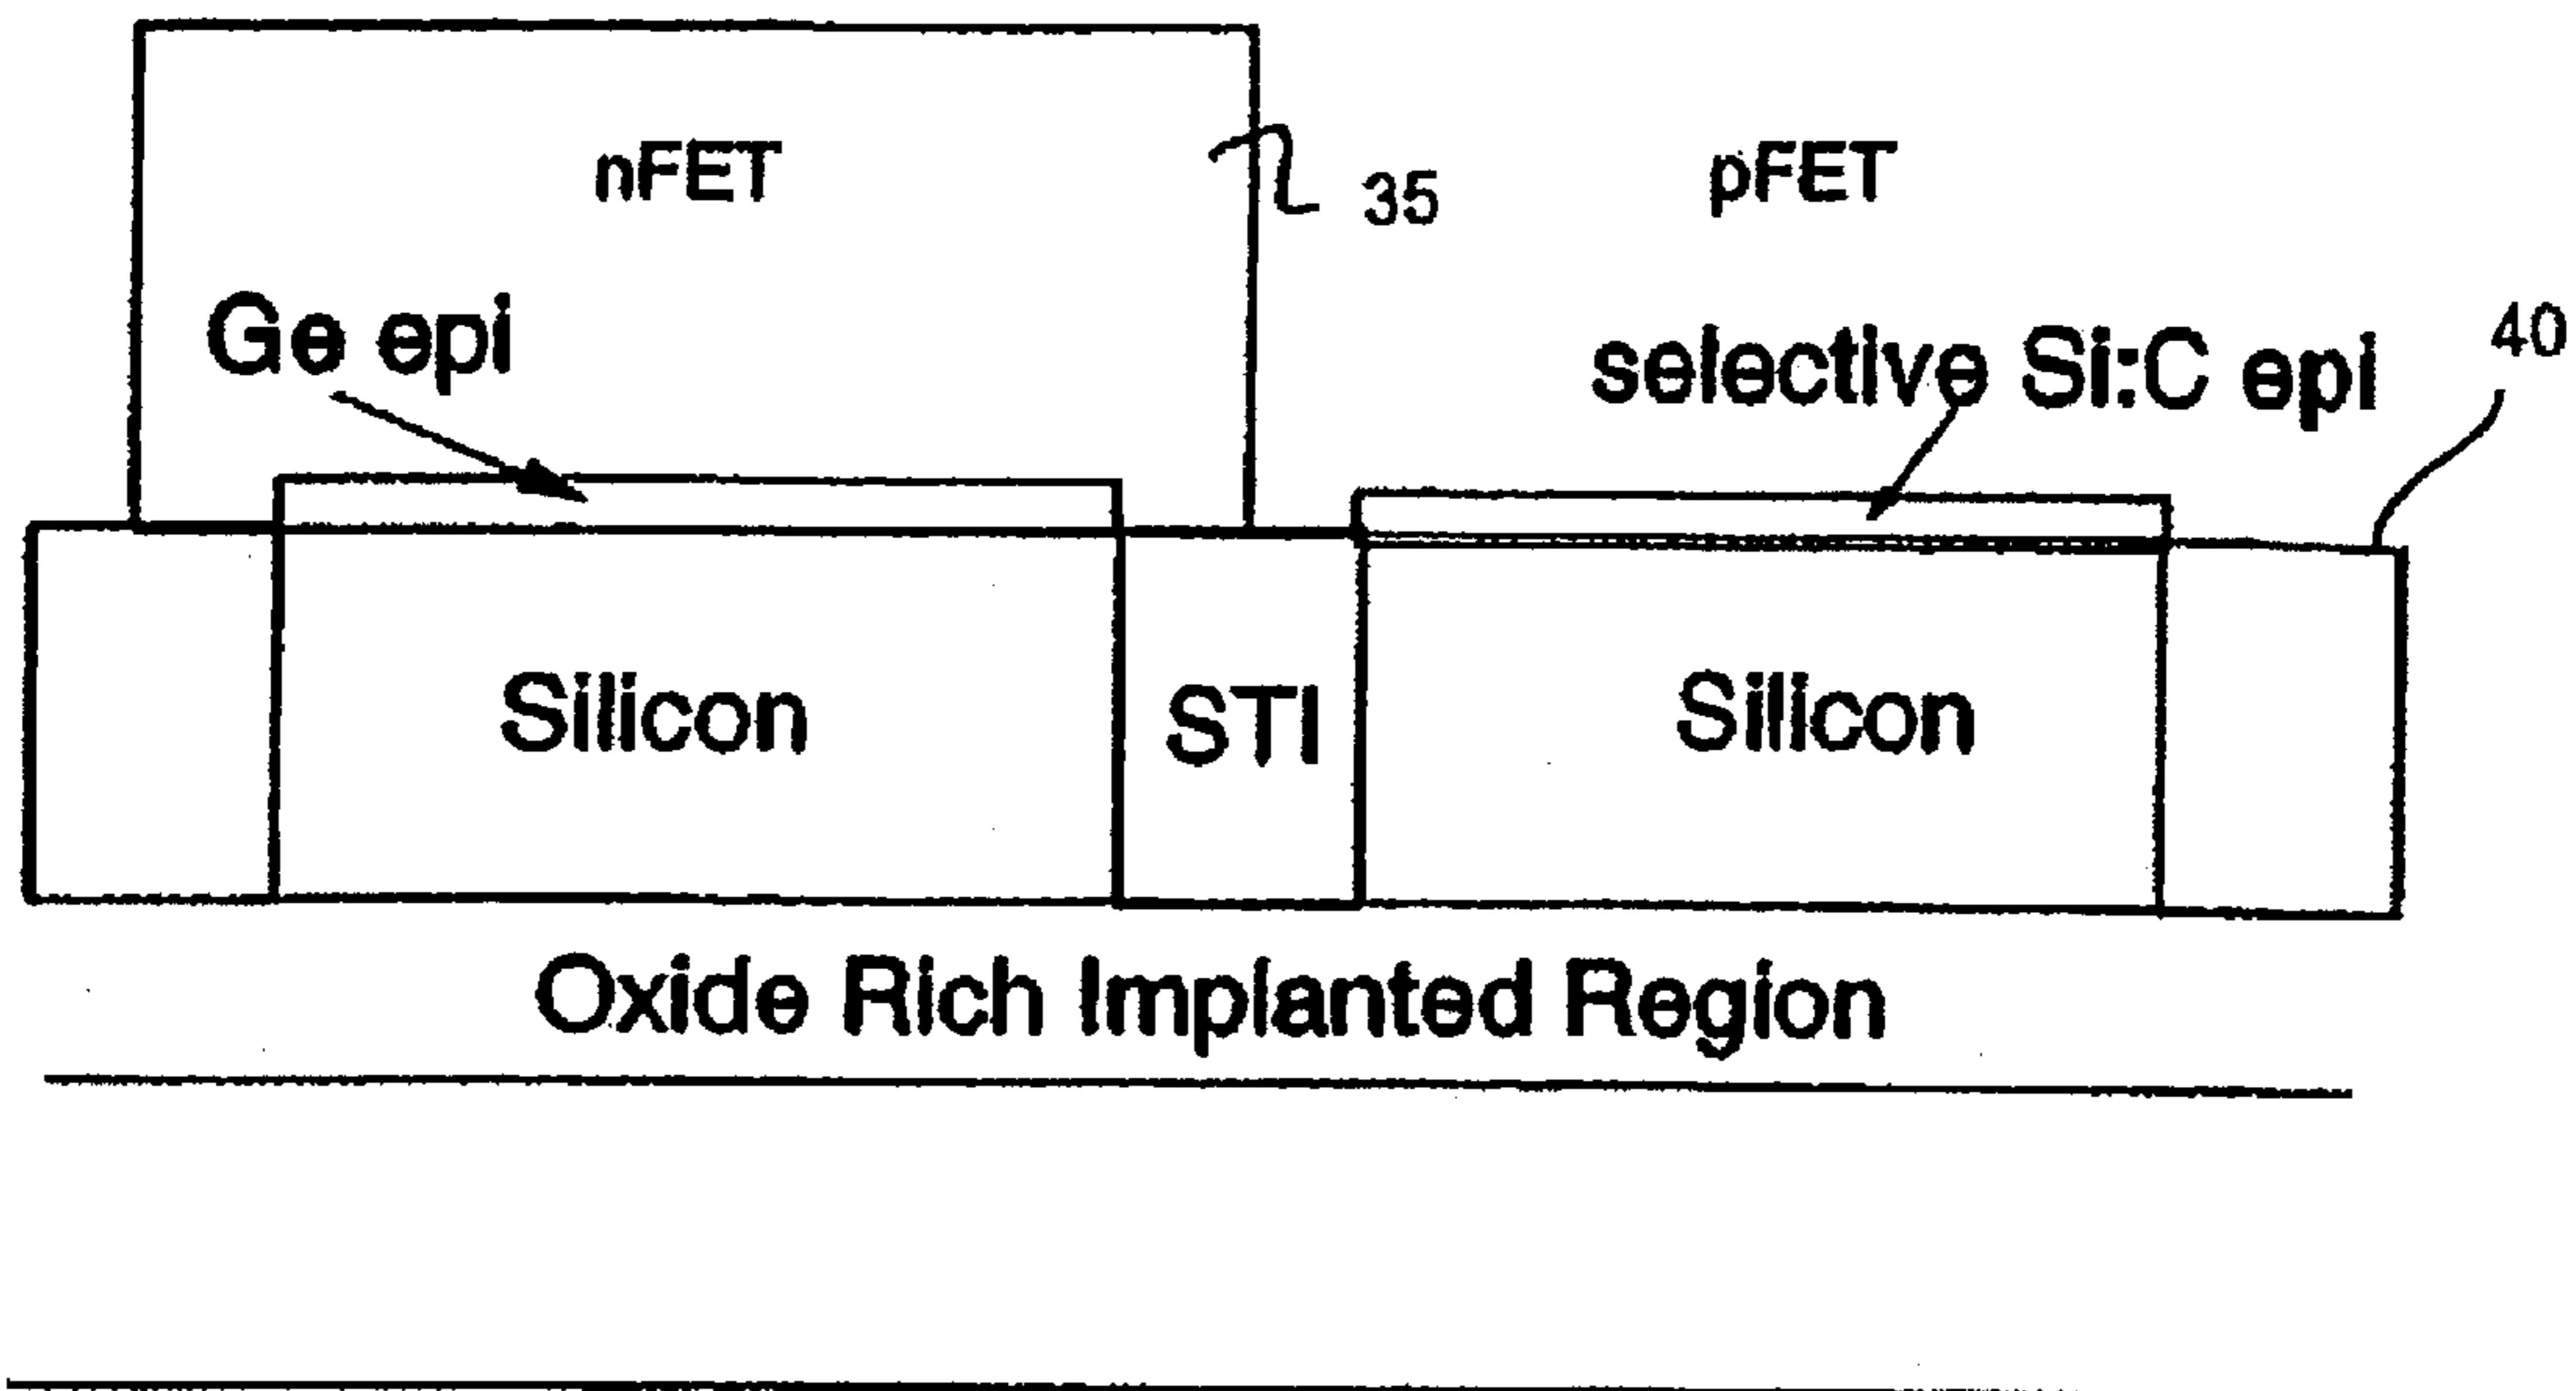 nFET
pFET
35
Ge epi
selective Si:C epi
40
Silicon
STI
Silicon
Oxide Rich Implanted Region